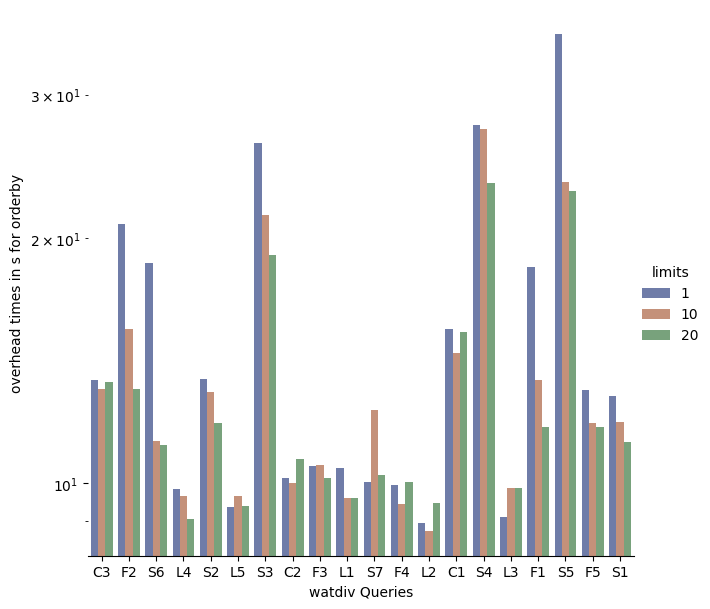 3 × 10¹
2 × 10¹
10¹
overhead times in s for orderby
C3 F2 S6 L4 S2 L5 S3 C2 F3 L1 S7 F4 L2 C1 S4 L3 F1 S5 F5 S1
watdiv Queries
limits
1
10
20